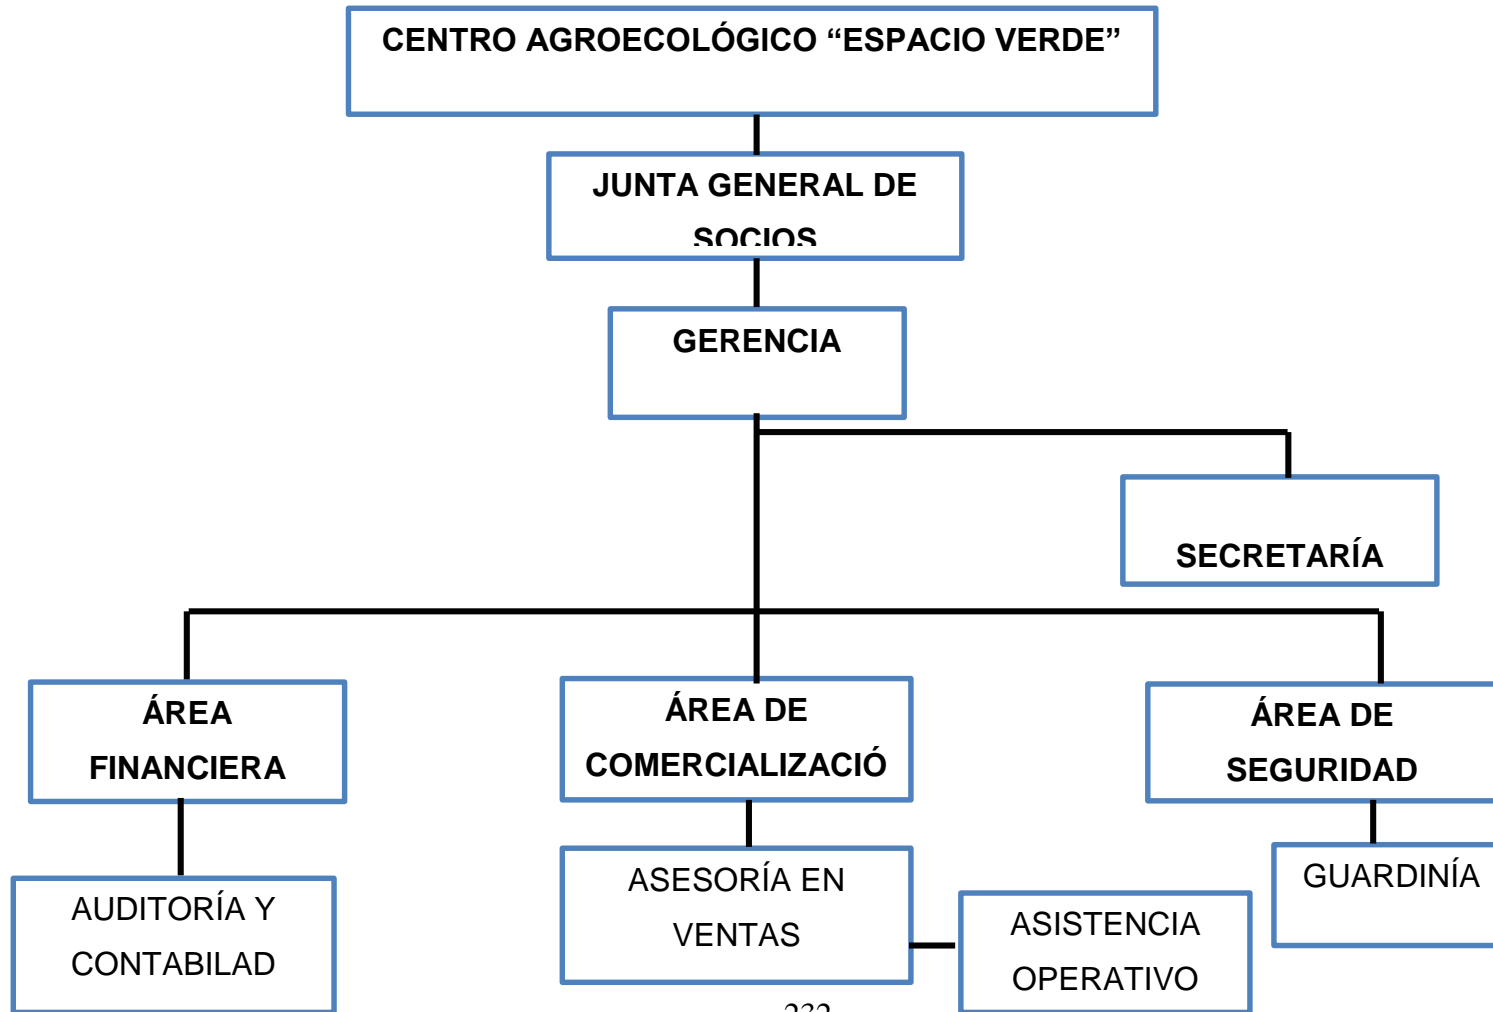 CENTRO AGROECOLÓGICO “ESPACIO VERDE”
JUNTA GENERAL DE
SOCIOS
GERENCIA
SECRETARÍA
ÁREA
FINANCIERA
ÁREA DE
COMERCIALIZACIÓ
ÁREA DE
SEGURIDAD
AUDITORÍA Y
CONTABILAD
ASESORÍA EN
VENTAS
ASISTENCIA
OPERATIVO
GUARDINÍA
232